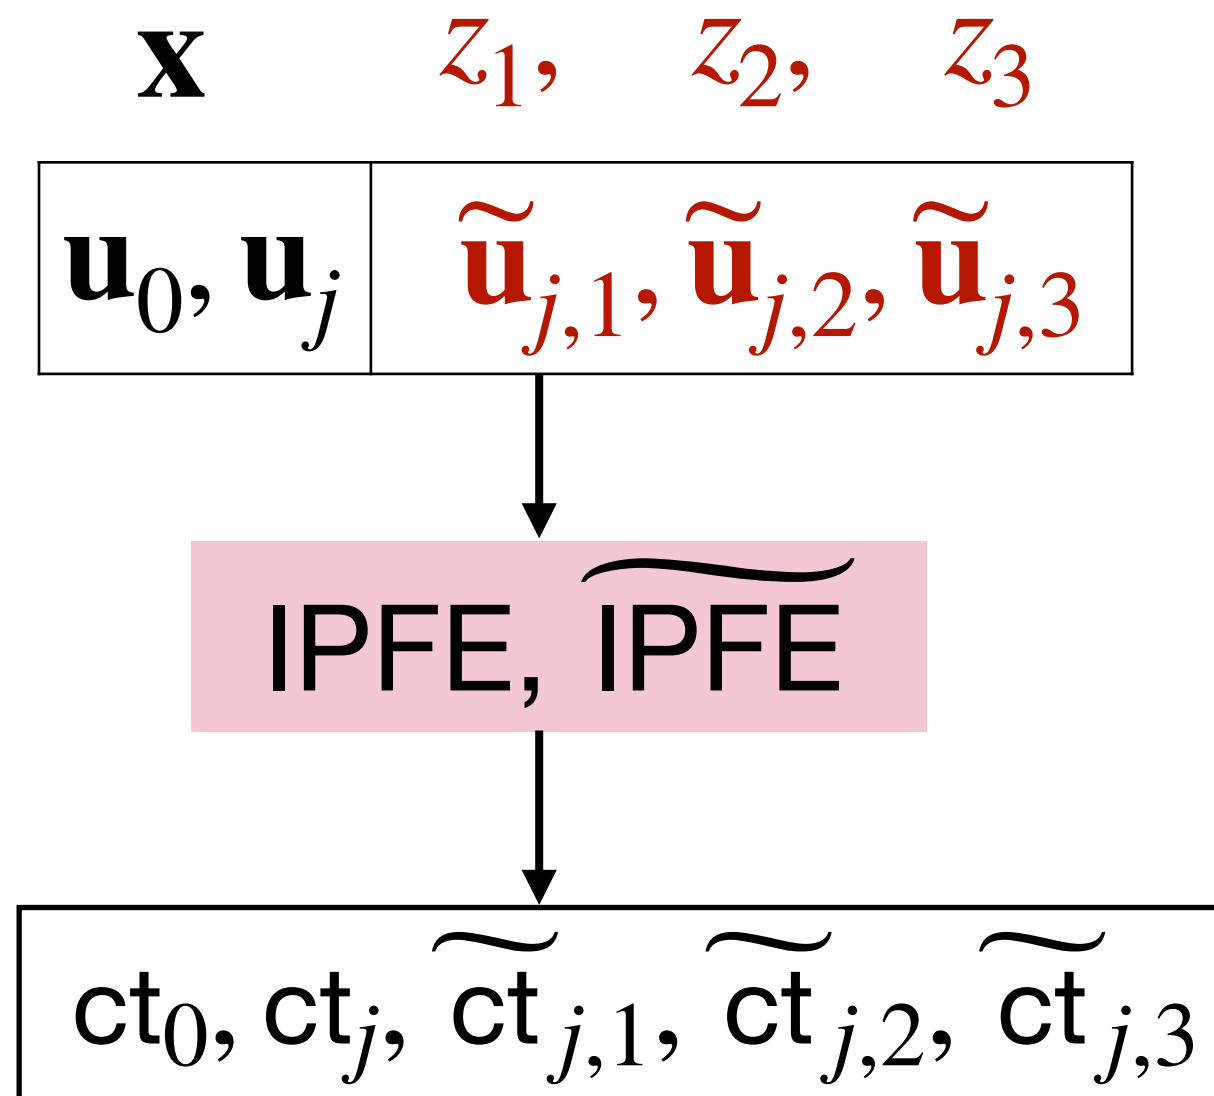 𝐱 z₁, z₂, z₃
𝐮₀, 𝐮ⱼ 𝐮̃ⱼ,₁, 𝐮̃ⱼ,₂, 𝐮̃ⱼ,₃
IPFE, ĨPFE
ct₀, ctⱼ, c̃tⱼ,₁, c̃tⱼ,₂, c̃tⱼ,₃